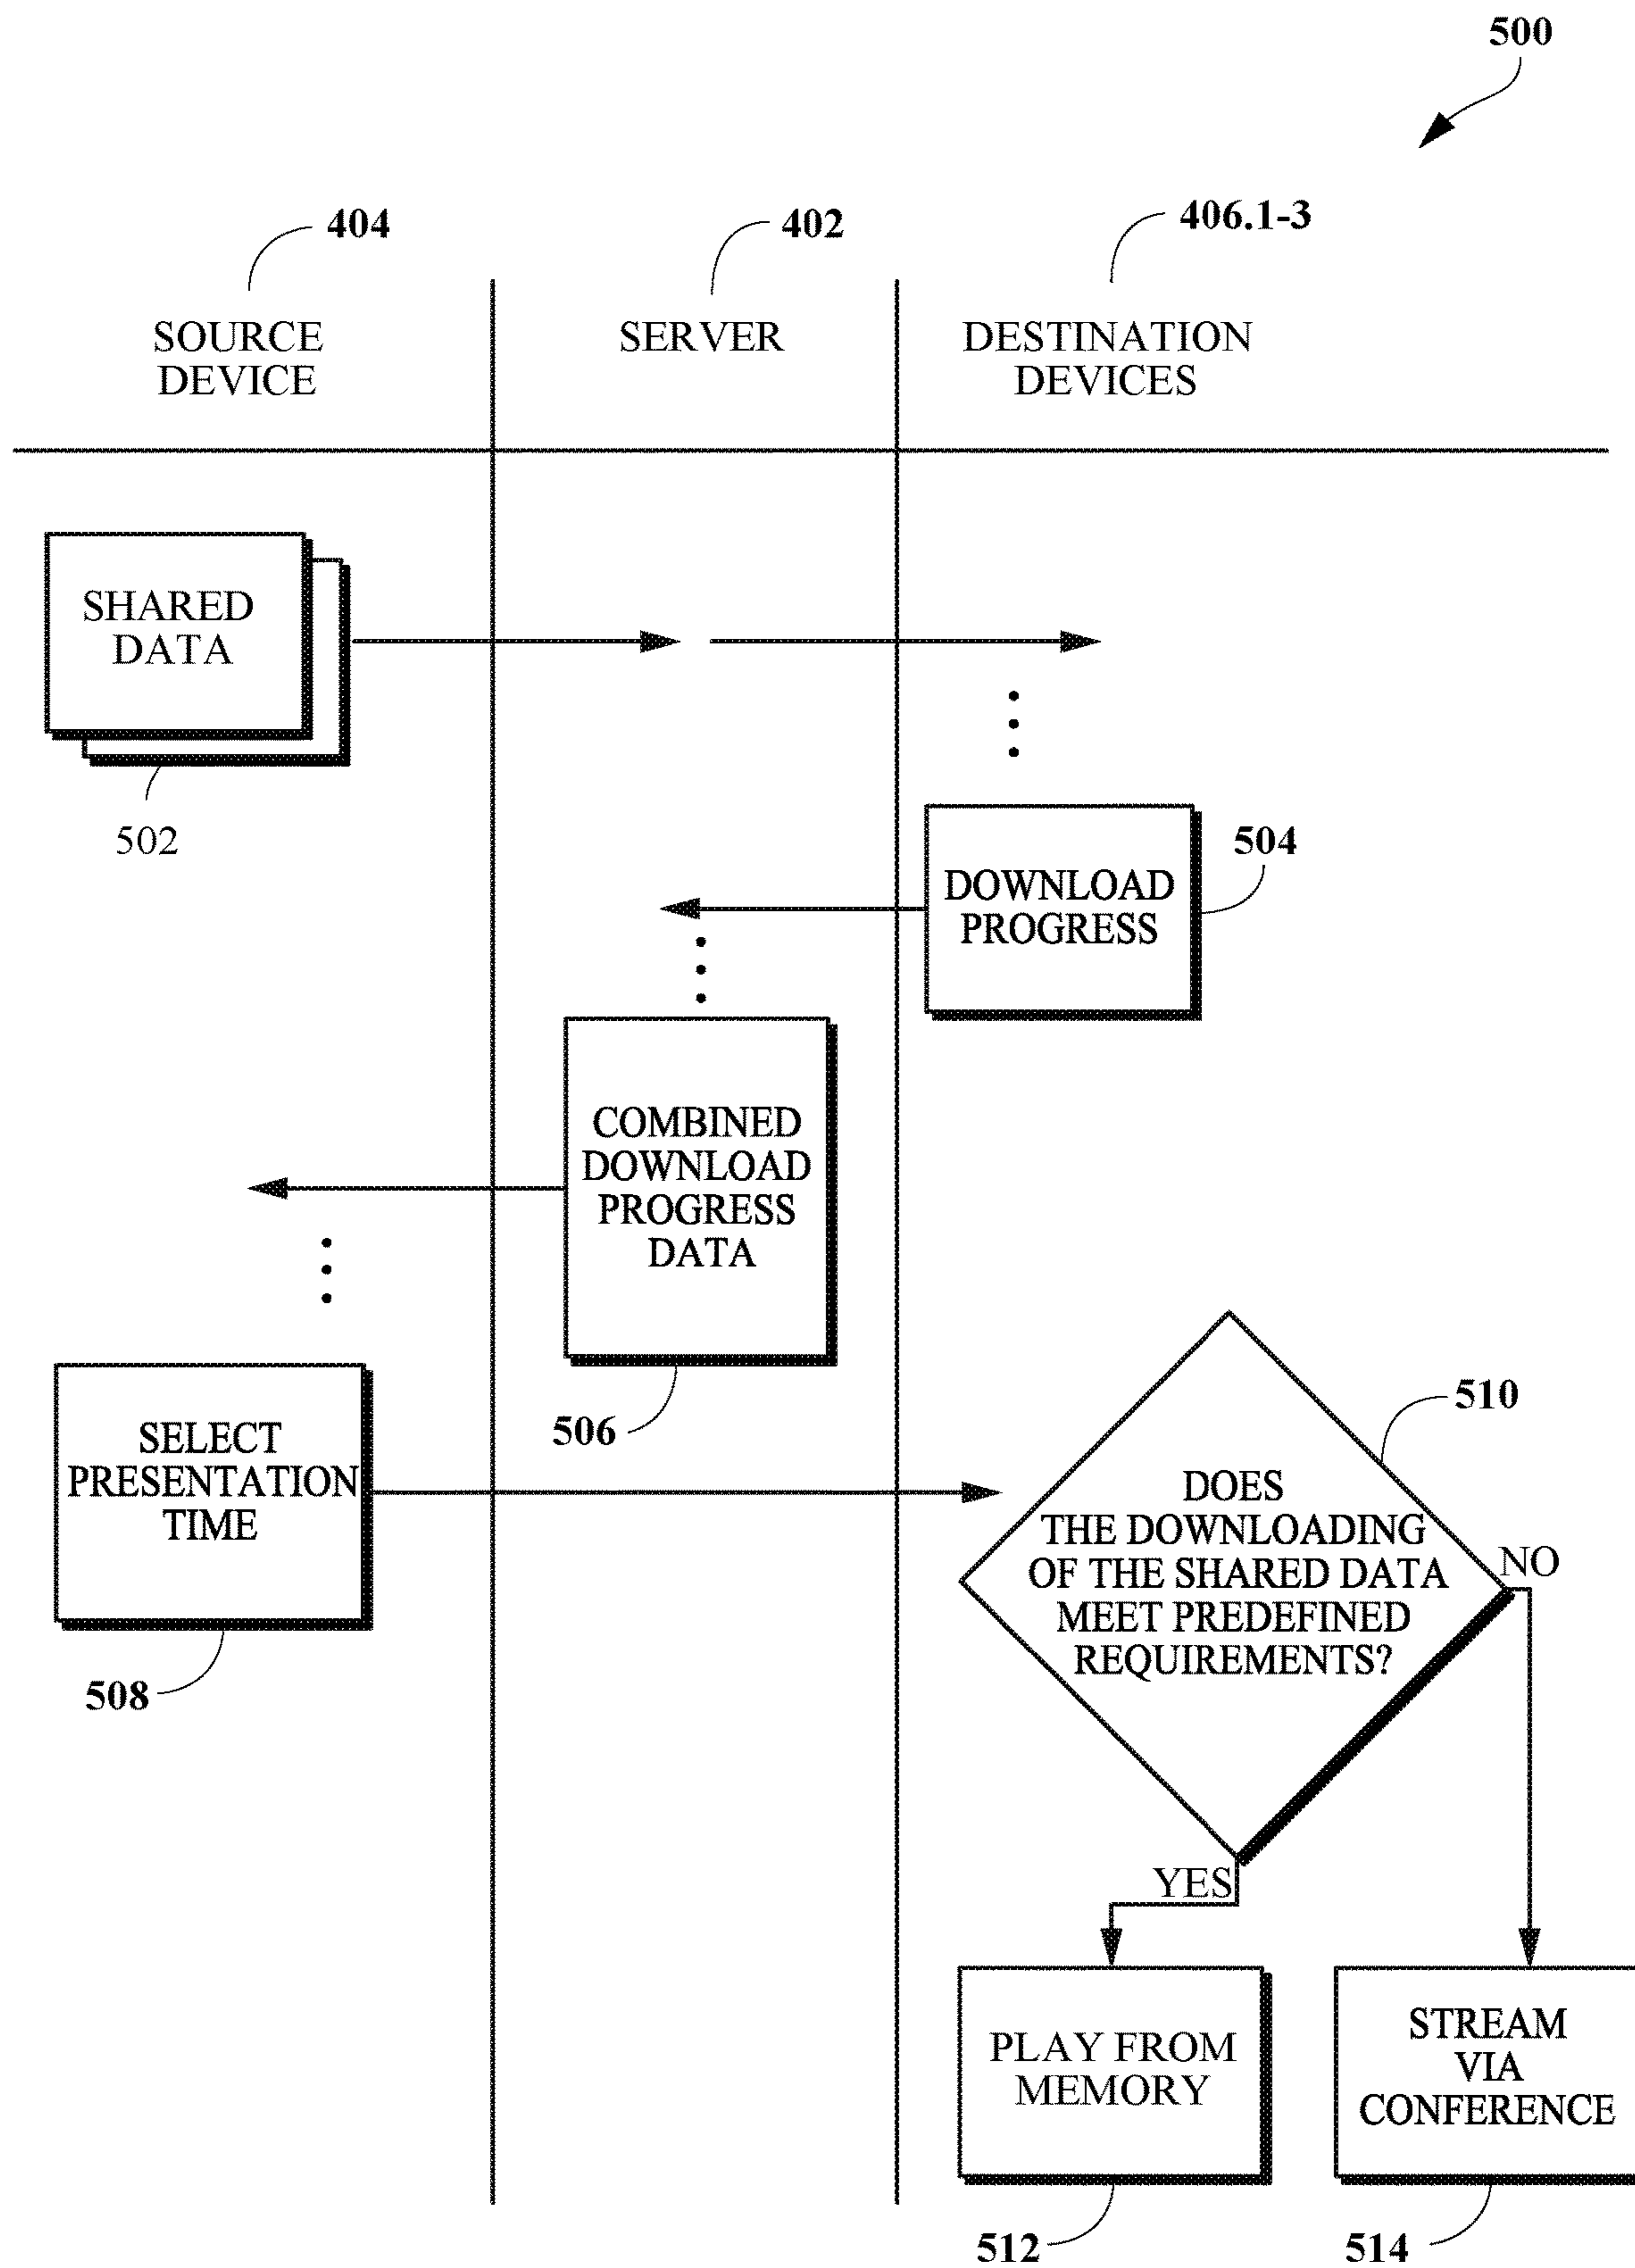 500
404
402
406.1-3
SOURCE
DEVICE
SERVER
DESTINATION
DEVICES
SHARED
DATA
502
504
DOWNLOAD
PROGRESS
COMBINED
DOWNLOAD
PROGRESS
DATA
506
SELECT
PRESENTATION
TIME
508
510
DOES
THE DOWNLOADING
OF THE SHARED DATA
MEET PREDEFINED
REQUIREMENTS?
NO
YES
PLAY FROM
MEMORY
512
STREAM
VIA
CONFERENCE
514